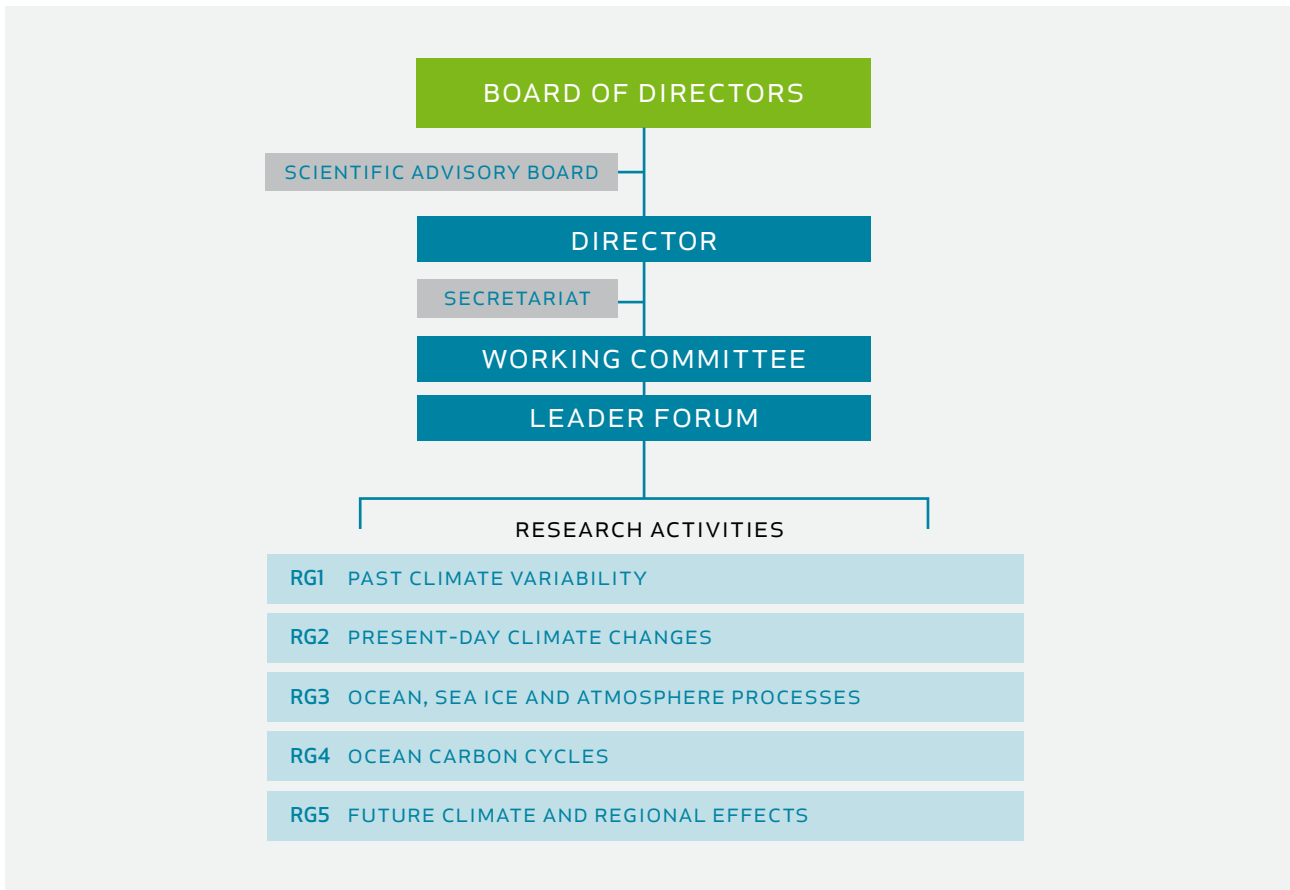 BOARD OF DIRECTORS
SCIENTIFIC ADVISORY BOARD
DIRECTOR
SECRETARIAT
WORKING COMMITTEE
LEADER FORUM
RESEARCH ACTIVITIES
RG1 PAST CLIMATE VARIABILITY
RG2 PRESENT-DAY CLIMATE CHANGES
RG3 OCEAN, SEA ICE AND ATMOSPHERE PROCESSES
RG4 OCEAN CARBON CYCLES
RG5 FUTURE CLIMATE AND REGIONAL EFFECTS